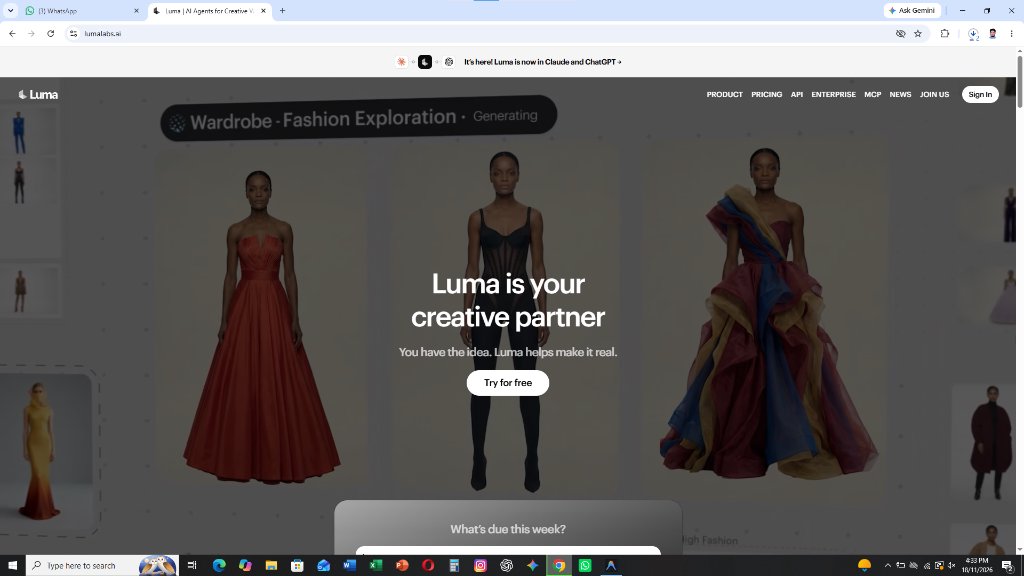 (3) WhatsApp
Luma | AI Agents for Creative W
Ask Gemini
lumalabs.ai
It's here! Luma is now in Claude and ChatGPT →
Luma
PRODUCT PRICING API ENTERPRISE MCP NEWS JOIN US Sign In
Wardrobe - Fashion Exploration · Generating
Luma is your
creative partner
You have the idea. Luma helps make it real.
Try for free
What's due this week?
High Fashion
Type here to search
4:33 PM
18/11/2026
2